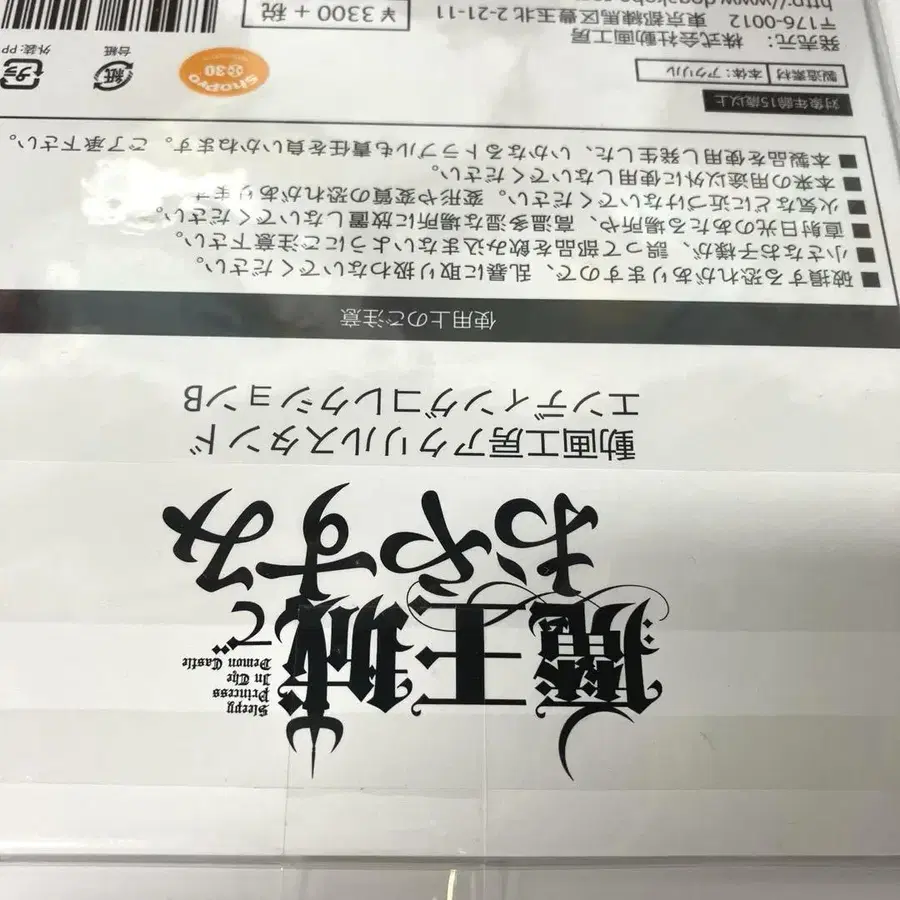 魔王城で
おやすみ
Sleepy
Princess
In The
Demon Castle
動画工房アクリルスタンド
エンディングコレクションB
使用上のご注意
■破損する恐れがありますので、乱暴に取り扱わないでください。
■小さなお子様が、誤って部品を飲み込まないようにご注意下さい。
■直射日光のあたる場所や、高温多湿な場所に放置しないでください。
■火気などに近づけないでください。変形や変質の恐れがあります
■本来の用途以外に使用しないでください。
■本製品を使用し発生した、いかなるトラブルも責任を負いかねます。ご了承下さい。
対象年齢15歳以上
製造素材 本体:アクリル
発売元: 株式会社動画工房
〒176-0012 東京都練馬区豊玉北2-21-11
¥3300+税
Shopro
30
紙
台紙
プラ
外装:PP